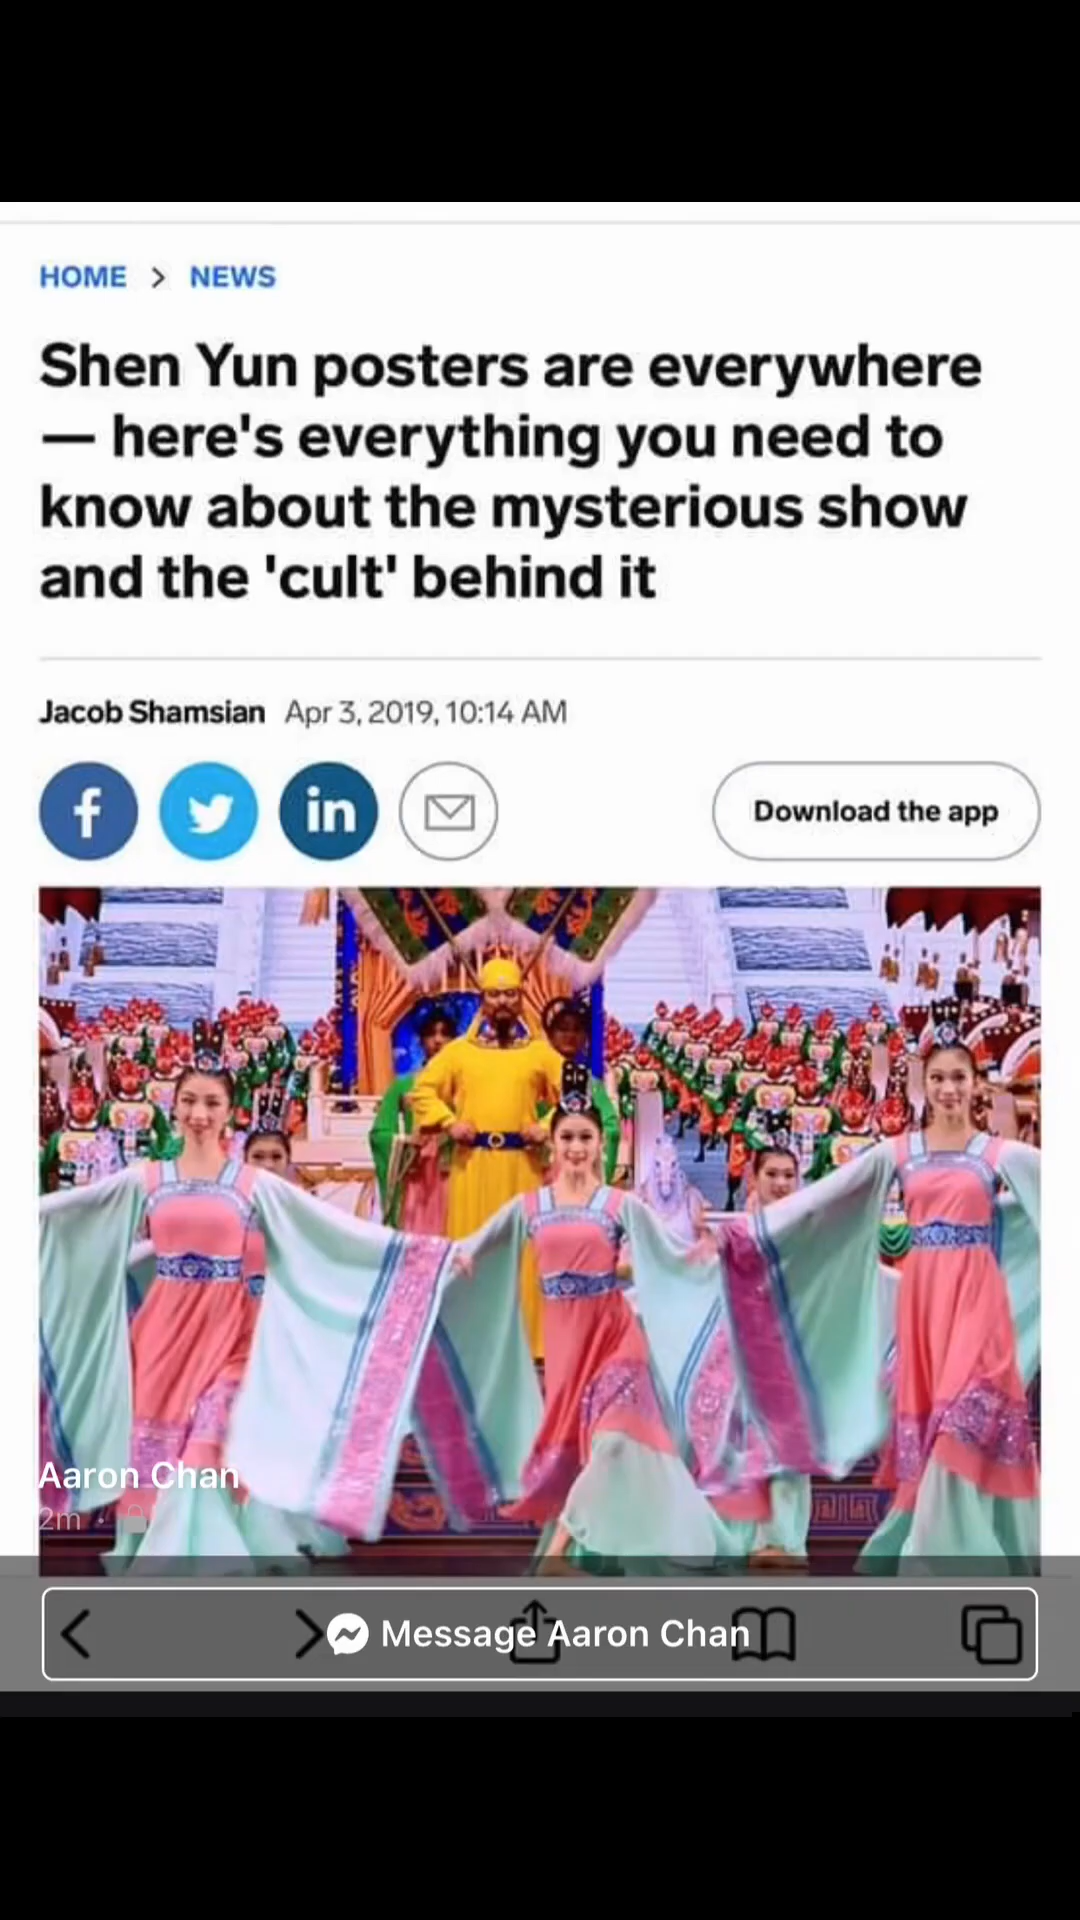 HOME > NEWS
Shen Yun posters are everywhere
— here's everything you need to
know about the mysterious show
and the 'cult' behind it
Jacob Shamsian Apr 3, 2019, 10:14 AM
f in
Download the app
Aaron Chan
2m ·
Message Aaron Chan